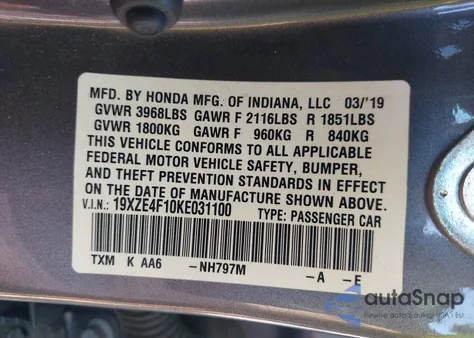 MFD. BY HONDA MFG. OF INDIANA, LLC 03/'19
GVWR 3968LBS GAWR F 2116LBS R 1851LBS
GVWR 1800KG GAWR F 960KG R 840KG
THIS VEHICLE CONFORMS TO ALL APPLICABLE
FEDERAL MOTOR VEHICLE SAFETY, BUMPER,
AND THEFT PREVENTION STANDARDS IN EFFECT
ON DATE OF MANUFACTURE SHOWN ABOVE.
V.I.N.: 19XZE4F10KE031100 TYPE: PASSENGER CAR
TXM K AA6 -NH797M -A -E
autoSnap